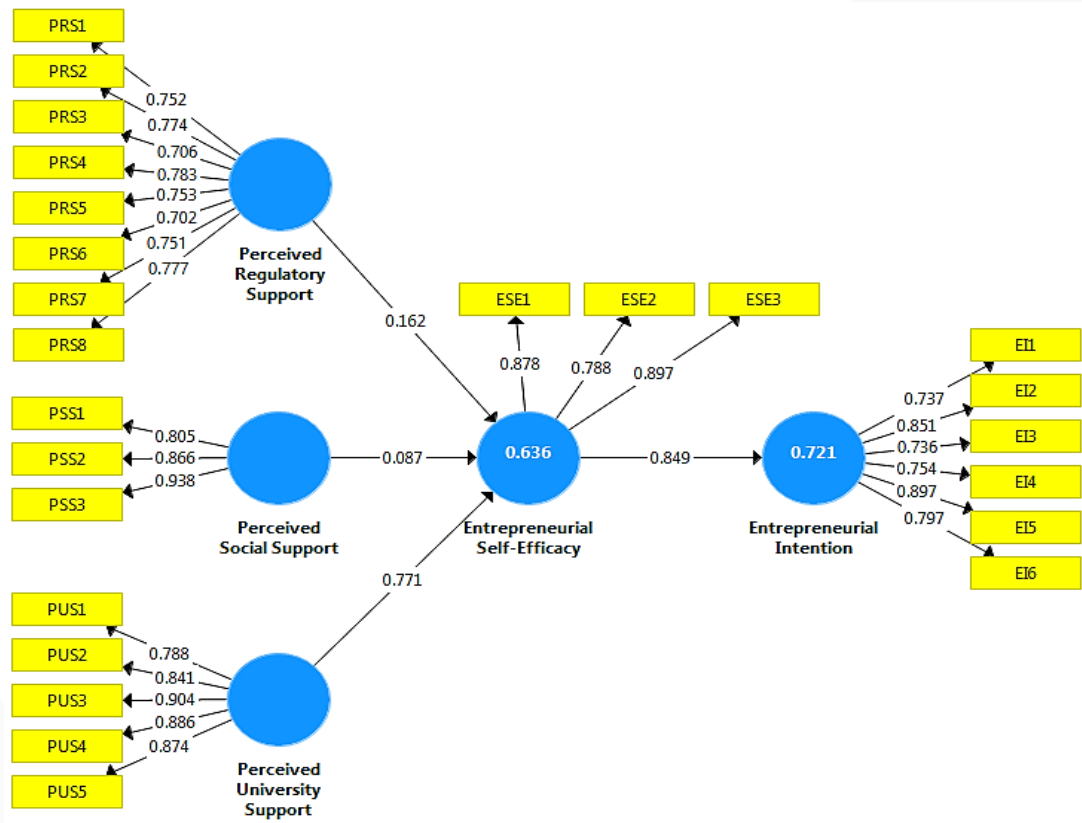 PRS1
PRS2
PRS3
PRS4
PRS5
PRS6
PRS7
PRS8
0.752
0.774
0.706
0.783
0.753
0.702
0.751
0.777
Perceived
Regulatory
Support
0.162
PSS1
PSS2
PSS3
0.805
0.866
0.938
Perceived
Social Support
0.087
PUS1
PUS2
PUS3
PUS4
PUS5
0.788
0.841
0.904
0.886
0.874
Perceived
University
Support
0.771
ESE1
ESE2
ESE3
0.878
0.788
0.897
0.636
Entrepreneurial
Self-Efficacy
0.849
0.721
Entrepreneurial
Intention
0.737
0.851
0.736
0.754
0.897
0.797
EI1
EI2
EI3
EI4
EI5
EI6